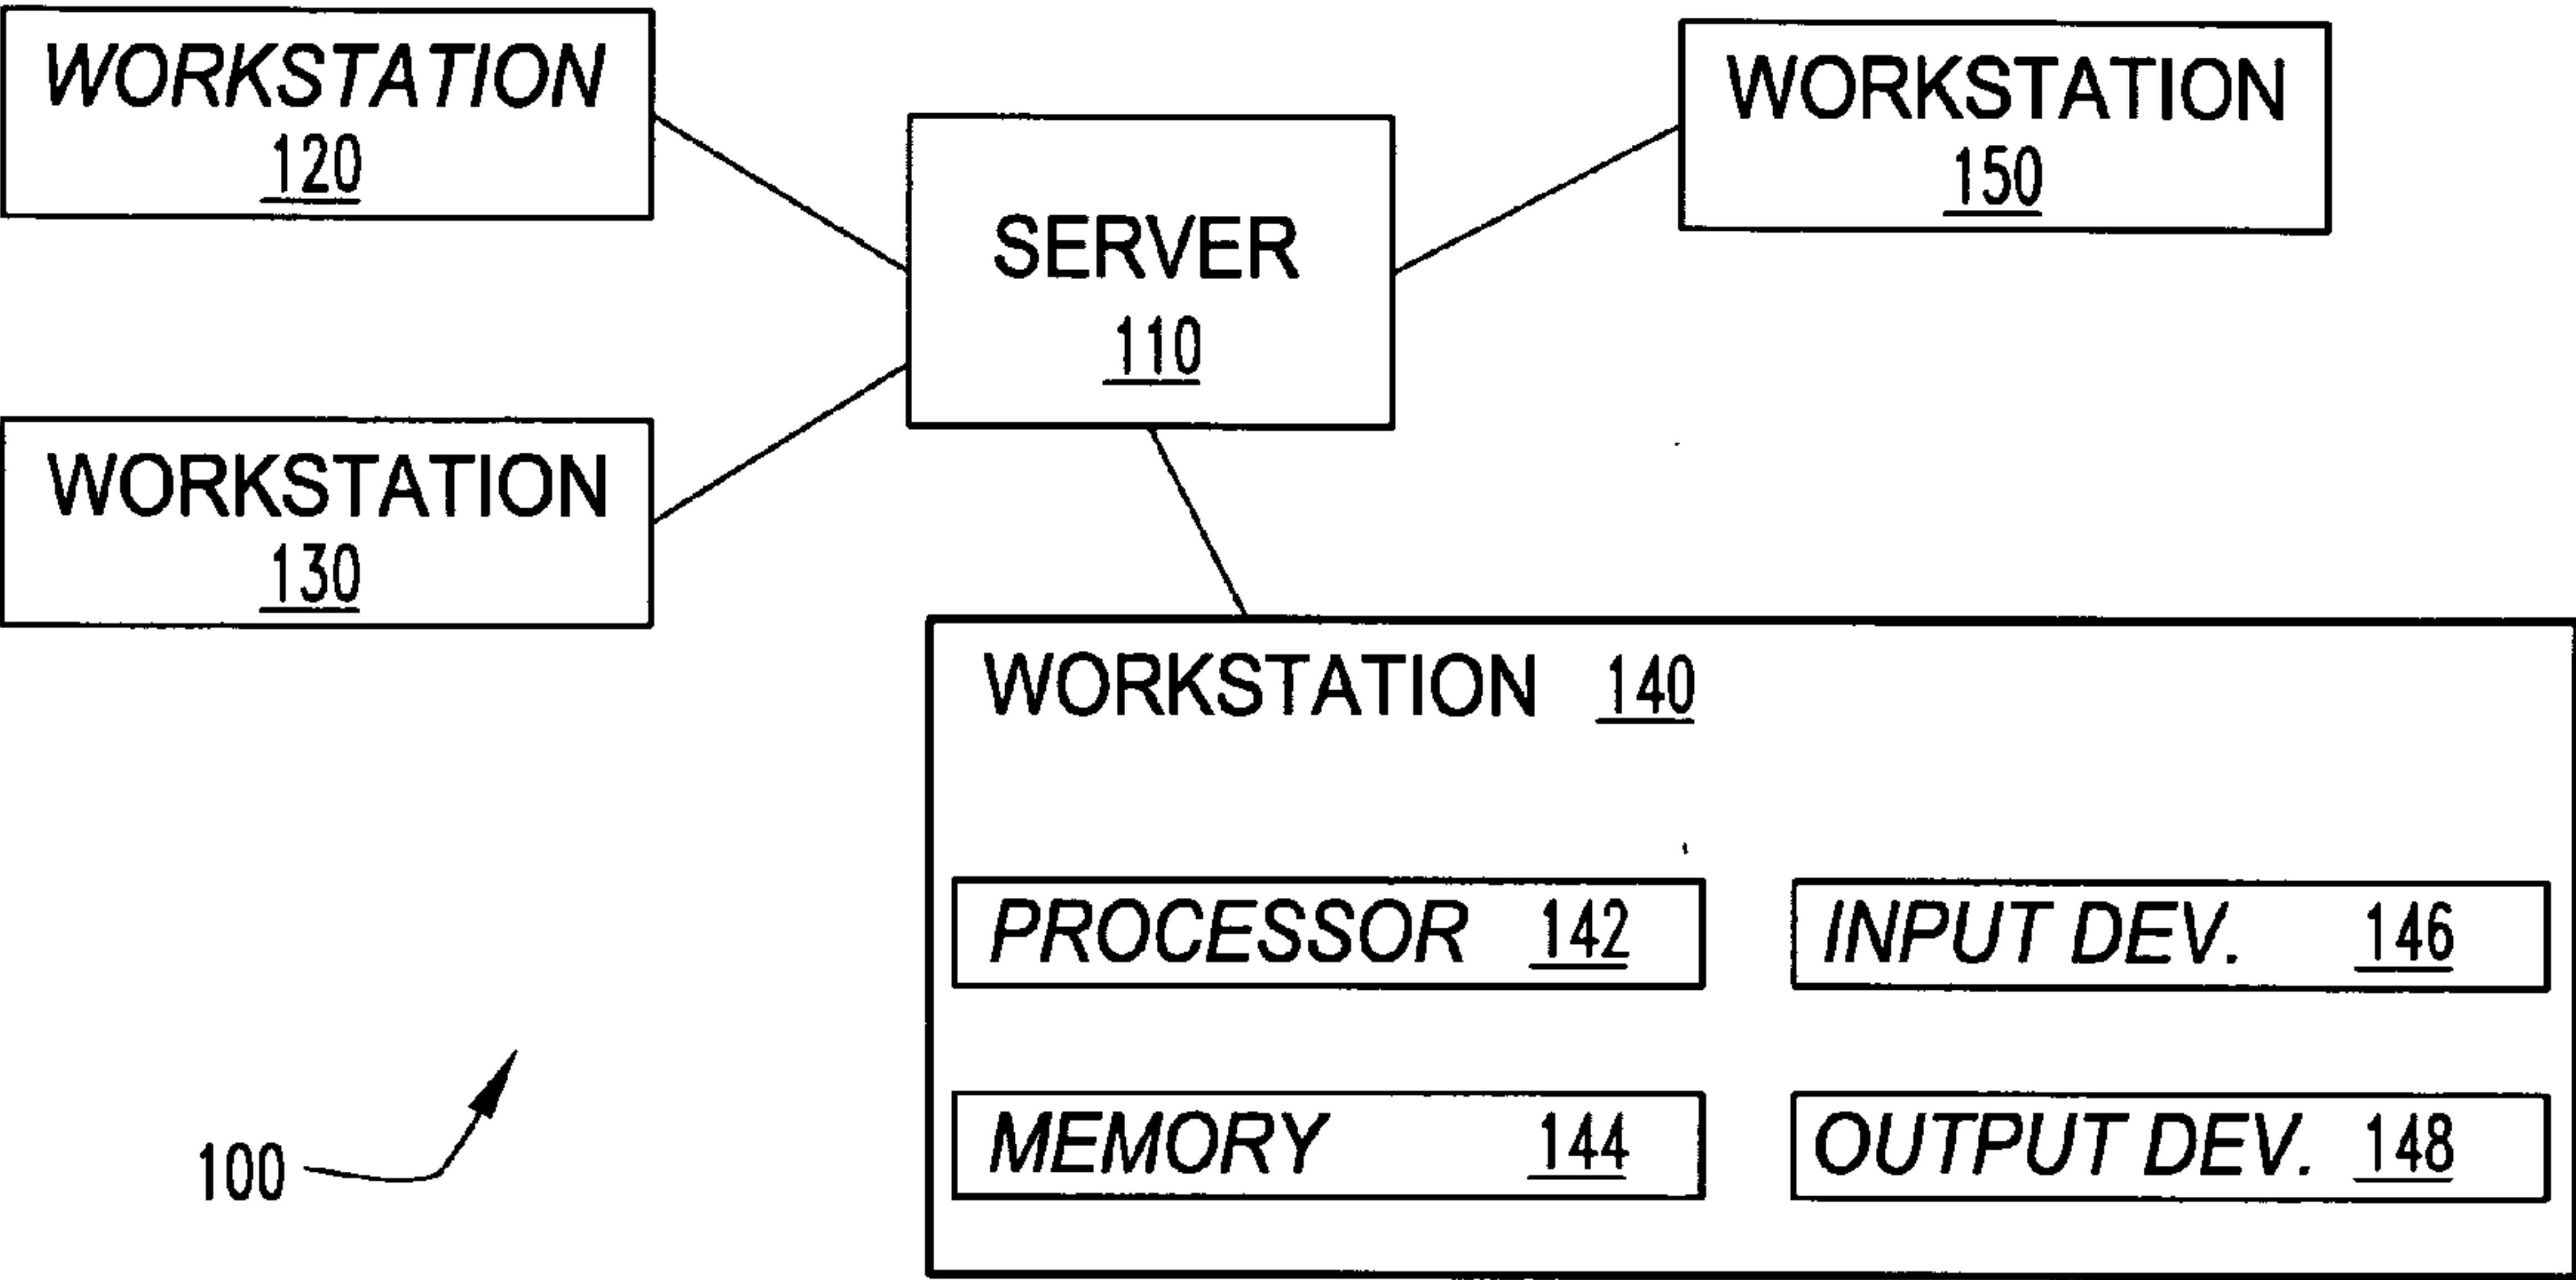 WORKSTATION
120
WORKSTATION
150
SERVER
110
WORKSTATION
130
WORKSTATION 140
PROCESSOR 142
INPUT DEV. 146
MEMORY 144
OUTPUT DEV. 148
100